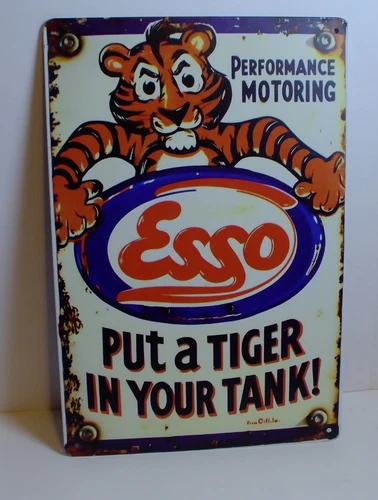 PERFORMANCE
MOTORING
Esso
PUt a TIGER
IN YOUR TANK!